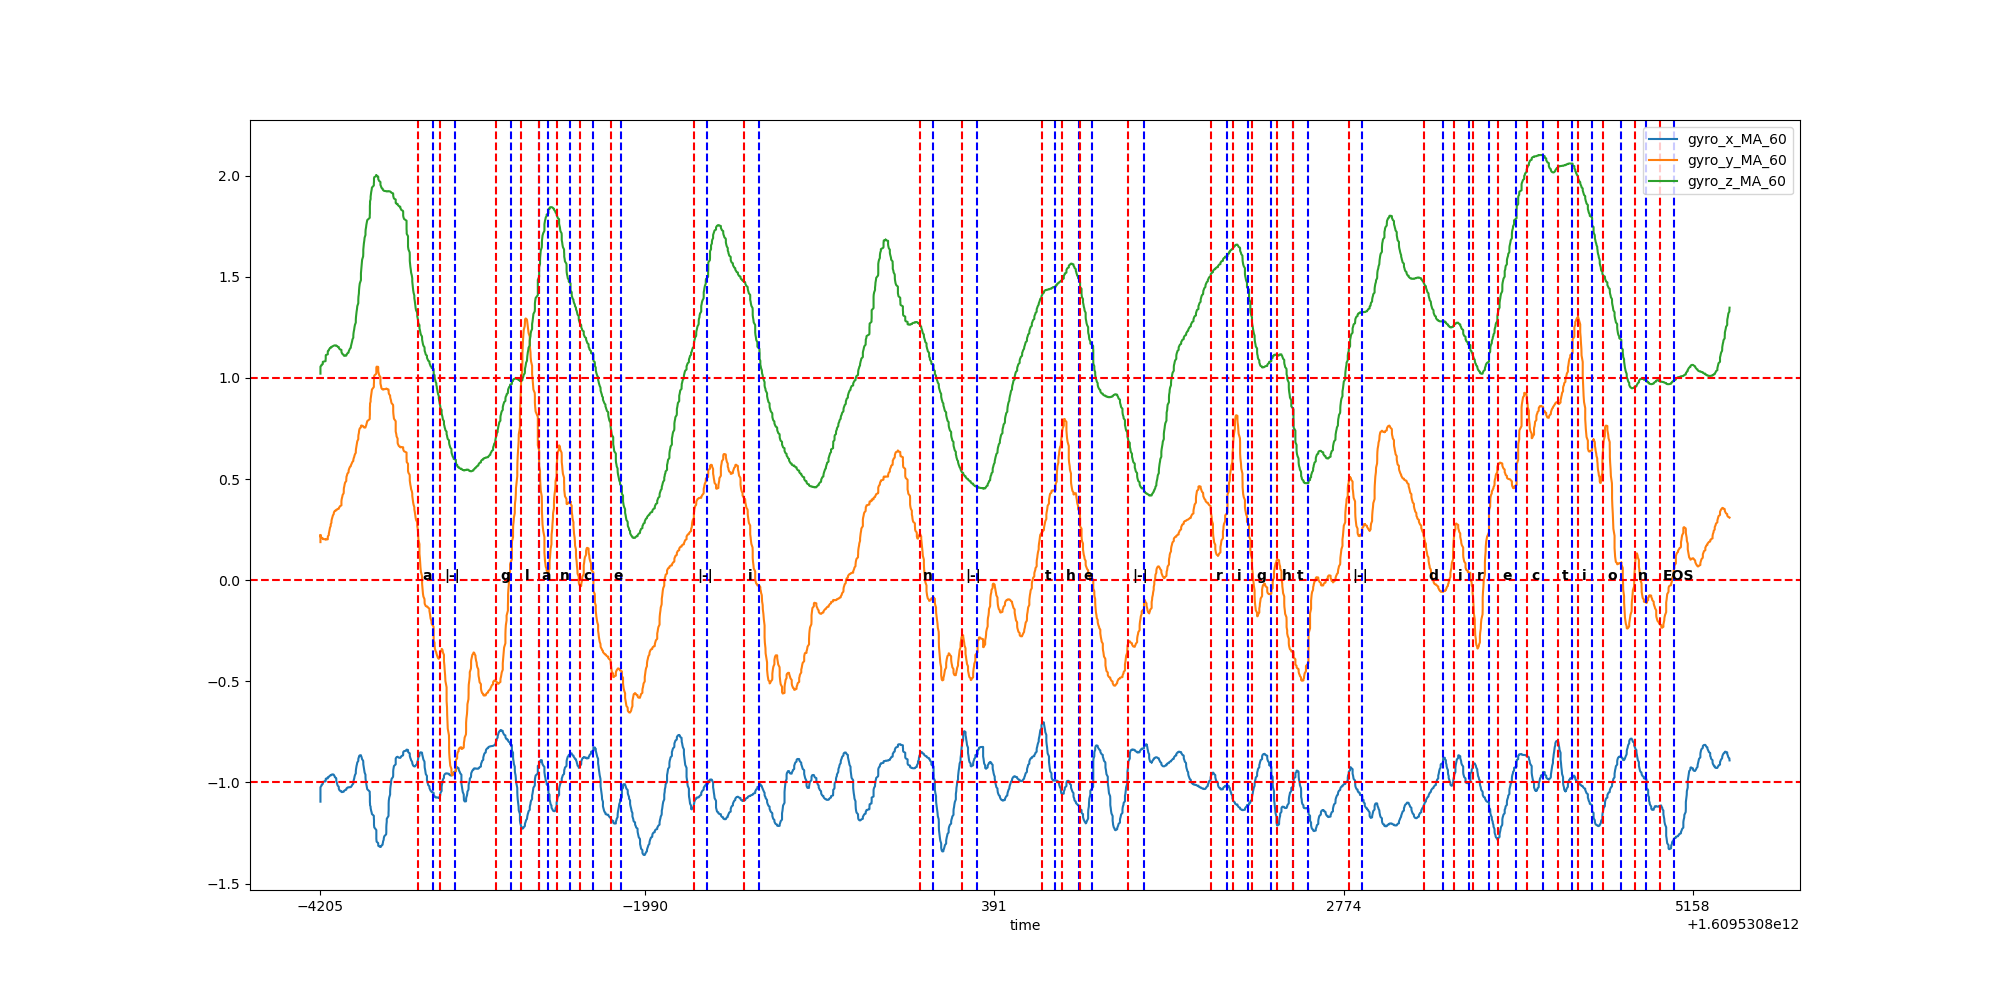 gyro_x_MA_60
gyro_y_MA_60
gyro_z_MA_60
2.0
1.5
1.0
0.5
0.0
−0.5
−1.0
−1.5
a |-| g l a n c e |-| i n |-| t h e |-| r i g h t |-| d i r e c t i o n EOS
−4205 −1990 391 2774 5158
time
+1.6095308e12